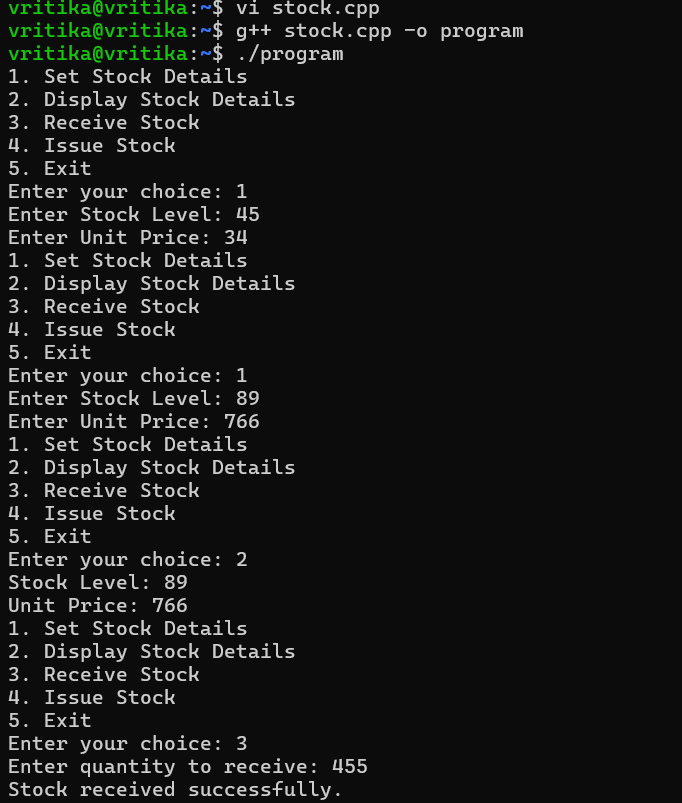 vritika@vritika:~$ vi stock.cpp
vritika@vritika:~$ g++ stock.cpp -o program
vritika@vritika:~$ ./program
1. Set Stock Details
2. Display Stock Details
3. Receive Stock
4. Issue Stock
5. Exit
Enter your choice: 1
Enter Stock Level: 45
Enter Unit Price: 34
1. Set Stock Details
2. Display Stock Details
3. Receive Stock
4. Issue Stock
5. Exit
Enter your choice: 1
Enter Stock Level: 89
Enter Unit Price: 766
1. Set Stock Details
2. Display Stock Details
3. Receive Stock
4. Issue Stock
5. Exit
Enter your choice: 2
Stock Level: 89
Unit Price: 766
1. Set Stock Details
2. Display Stock Details
3. Receive Stock
4. Issue Stock
5. Exit
Enter your choice: 3
Enter quantity to receive: 455
Stock received successfully.